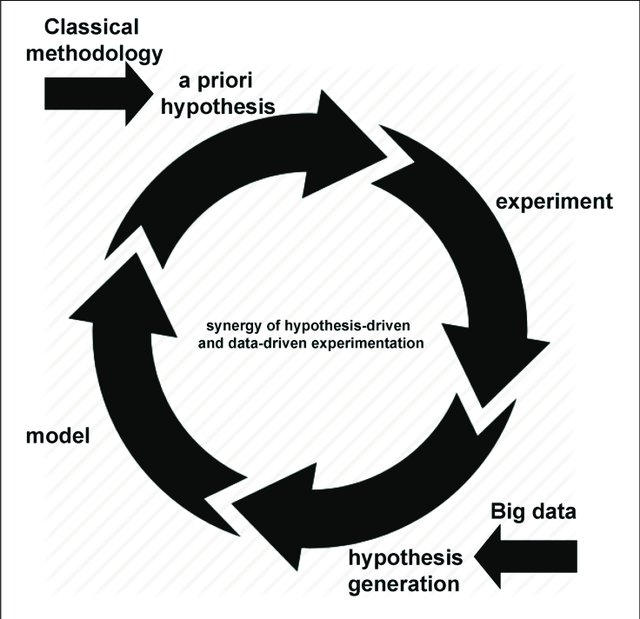 Classical
methodology
a priori
hypothesis
experiment
synergy of hypothesis-driven
and data-driven experimentation
model
Big data
hypothesis
generation